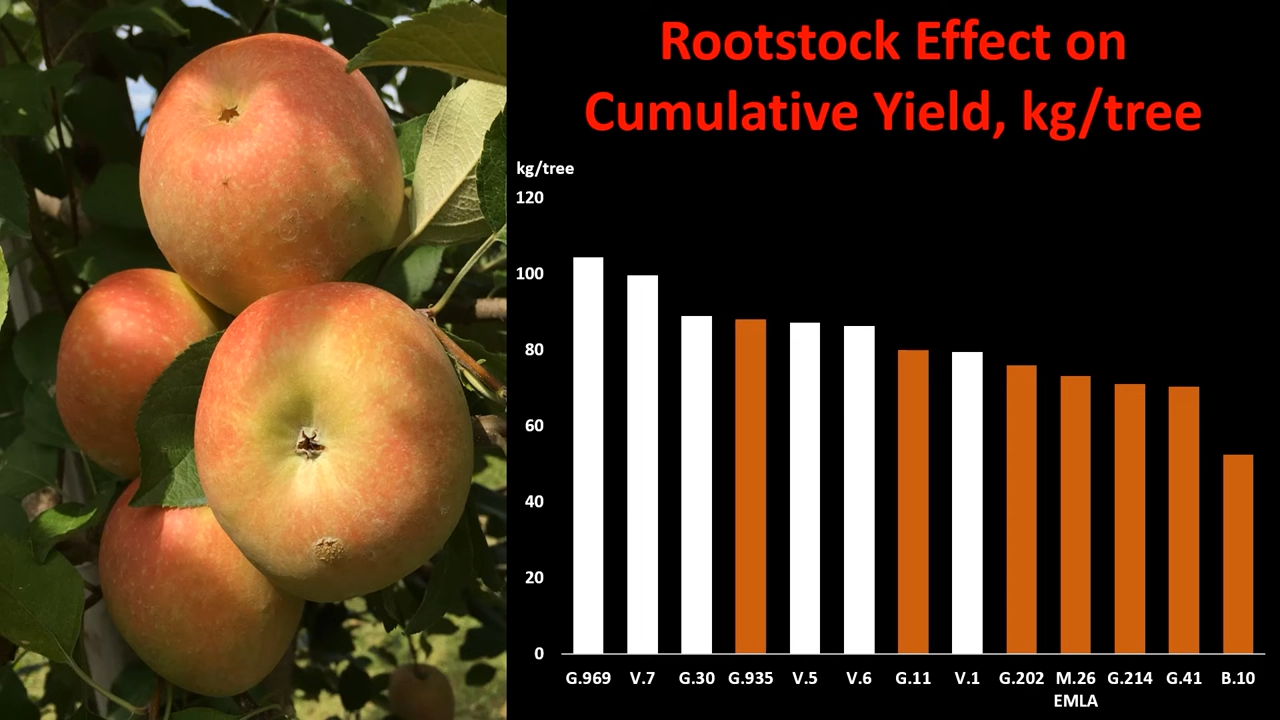 Rootstock Effect on
Cumulative Yield, kg/tree
kg/tree
120
100
80
60
40
20
0
G.969 V.7 G.30 G.935 V.5 V.6 G.11 V.1 G.202 M.26 G.214 G.41 B.10
EMLA